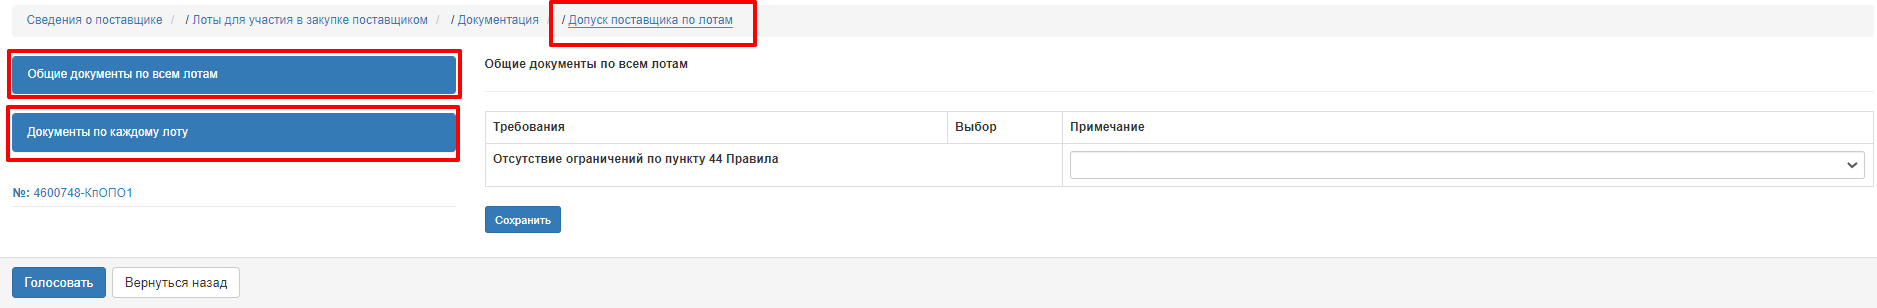 Сведения о поставщике / / Лоты для участия в закупке поставщиком / / Документация / / Допуск поставщика по лотам
Общие документы по всем лотам
Документы по каждому лоту
№: 4600748-КпОПО1
Общие документы по всем лотам
Требования Выбор Примечание
Отсутствие ограничений по пункту 44 Правила
Сохранить
Голосовать Вернуться назад